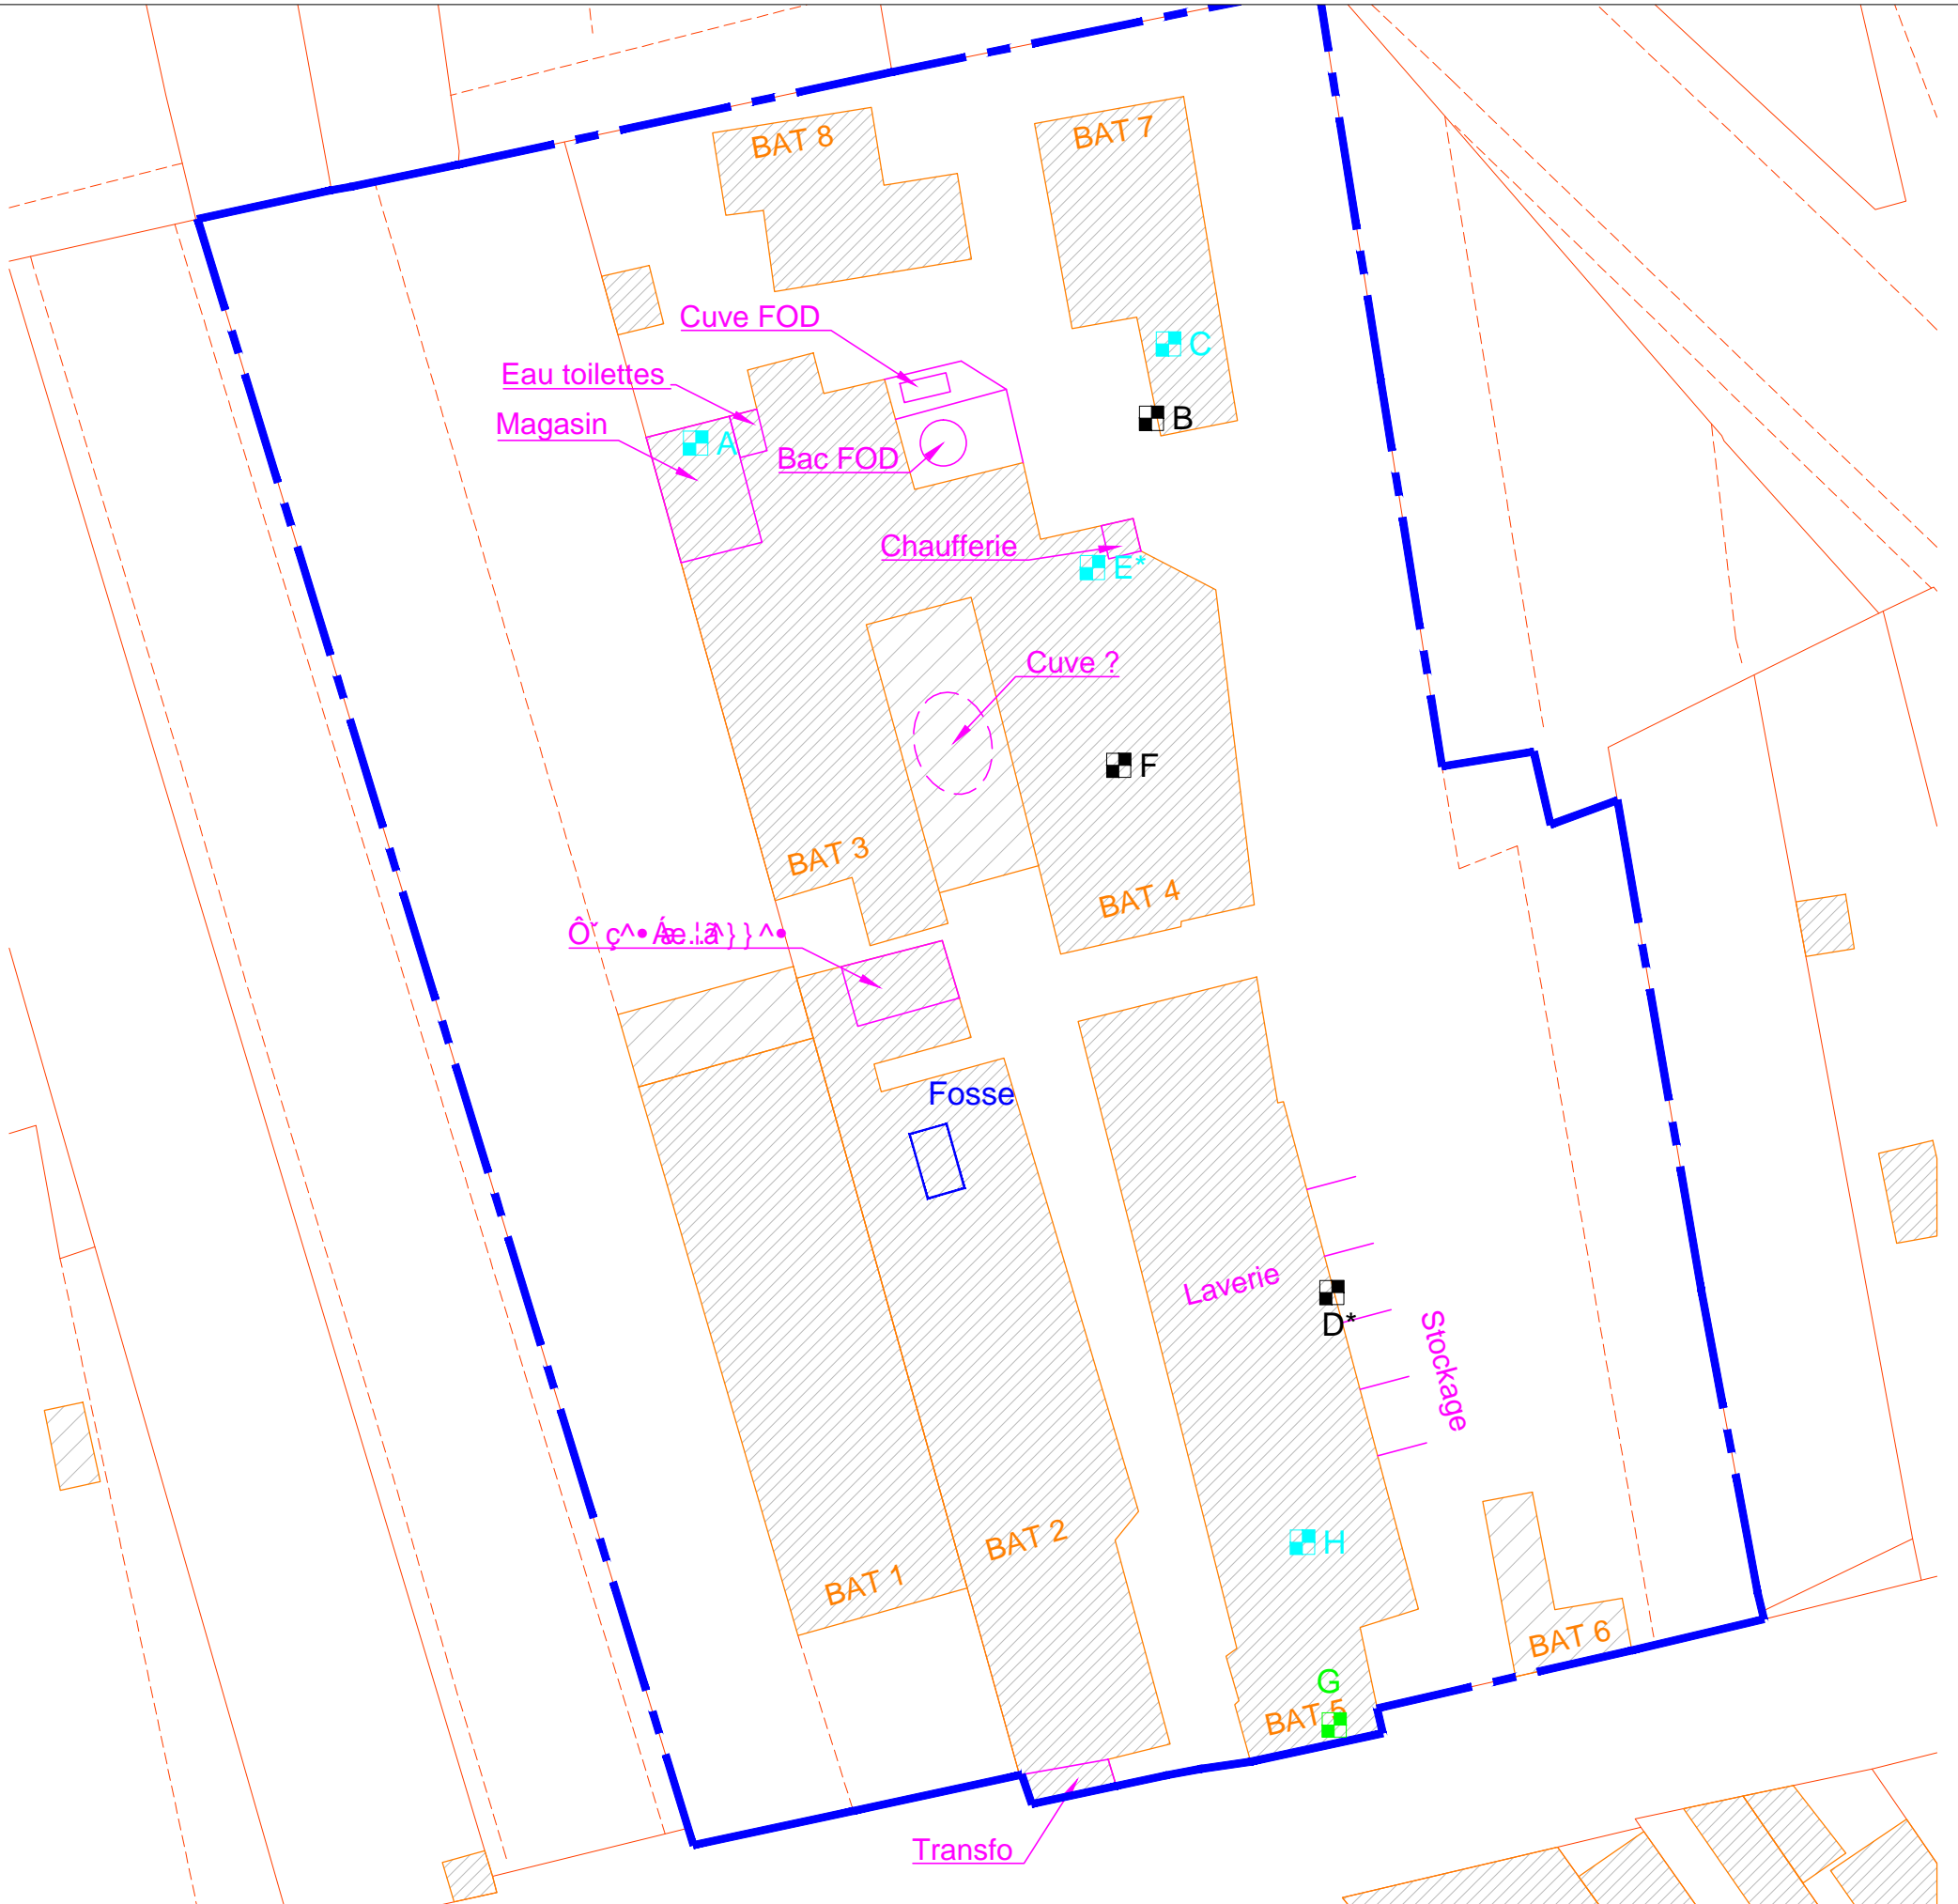 BAT 8
BAT 7
Cuve FOD
C
Eau toilettes
Magasin
B
A
Bac FOD
Chaufferie
E*
Cuve ?
F
BAT 3
BAT 4
Fosse
Laverie
D*
Stockage
BAT 2
H
BAT 1
BAT 6
G
BAT 5
Transfo